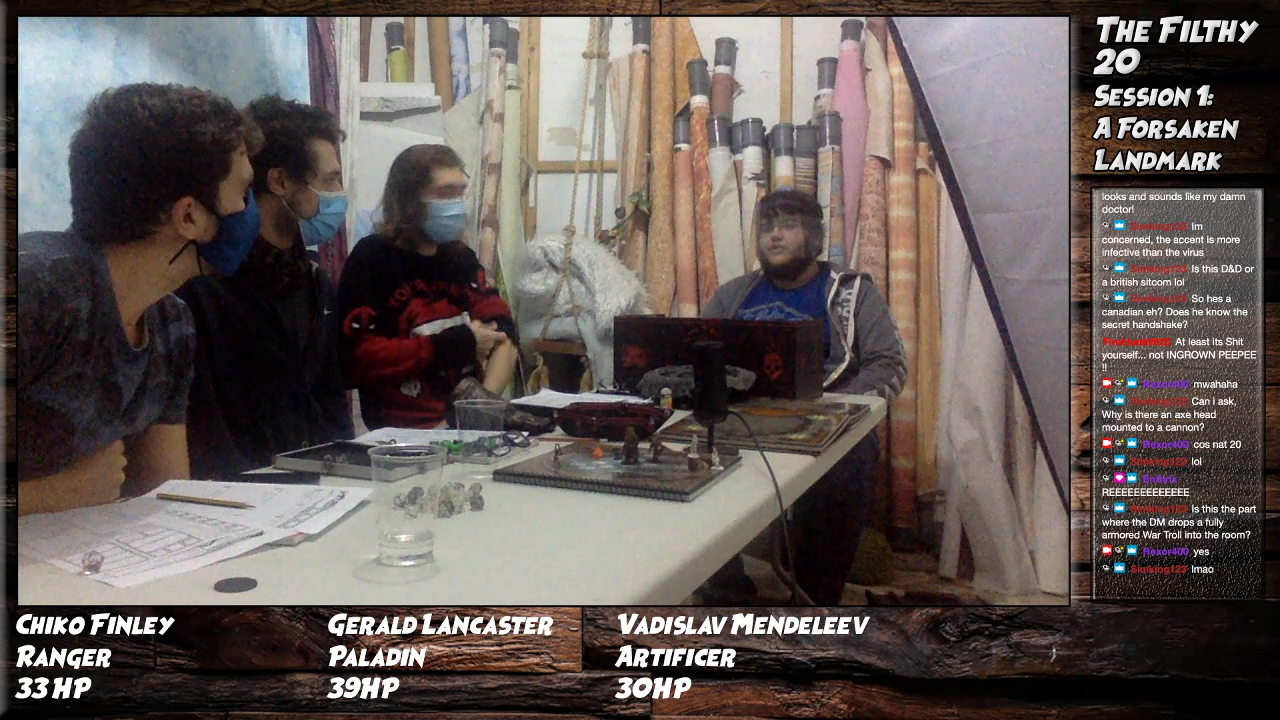 THE FILTHY
20
SESSION 1:
A FORSAKEN
LANDMARK
looks and sounds like my damn
doctor!
Im
concerned, the accent is more
infective than the virus
Is this D&D or
a british sitcom lol
So hes a
canadian eh? Does he know the
secret handshake?
At least its Shit
yourself... not INGROWN PEEPEE
!!
Rexor400 mwahaha
Can i ask,
Why is there an axe head
mounted to a cannon?
Rexor400 cos nat 20
lol
REEEEEEEEEEEEE
Is this the part
where the DM drops a fully
armored War Troll into the room?
Rexor400 yes
lmao
CHIKO FINLEY
RANGER
33 HP
GERALD LANCASTER
PALADIN
39HP
VADISLAV MENDELEEV
ARTIFICER
30HP